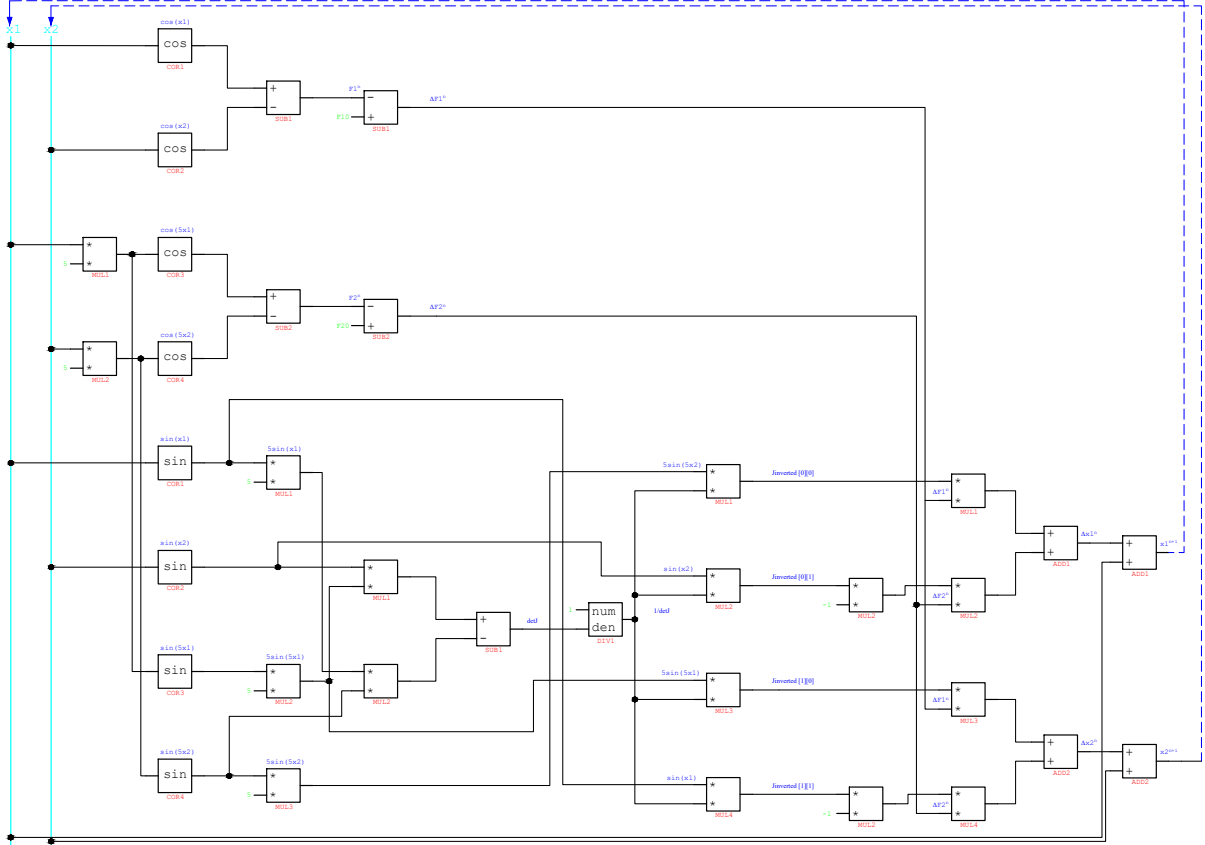 x1 x2
cos(x1)
cos
COR1
+
−
SUB1
F1ⁿ
−
F10 +
SUB1
ΔF1ⁿ
cos(x2)
cos
COR2
*
5 *
MUL1
cos(5x1)
cos
COR3
+
−
SUB2
F2ⁿ
−
F20 +
SUB2
ΔF2ⁿ
*
5 *
MUL2
cos(5x2)
cos
COR4
sin(x1)
sin
COR1
5sin(x1)
*
5 *
MUL1
5sin(5x2)
*
*
MUL1
Jinverted [0][0]
*
ΔF1ⁿ *
MUL1
sin(x2)
sin
COR2
*
*
MUL1
+
−
SUB1
detJ
1 num
den
DIV1
1/detJ
sin(x2)
*
*
MUL2
Jinverted [0][1]
*
-1 *
MUL2
*
ΔF2ⁿ *
MUL2
+
+
ADD1
Δx1ⁿ
+
+
ADD1
x1ⁿ⁺¹
sin(5x1)
sin
COR3
5sin(5x1)
*
5 *
MUL2
*
*
MUL2
5sin(5x1)
*
*
MUL3
Jinverted [1][0]
*
ΔF1ⁿ *
MUL3
sin(5x2)
sin
COR4
5sin(5x2)
*
5 *
MUL3
sin(x1)
*
*
MUL4
Jinverted [1][1]
*
-1 *
MUL2
*
ΔF2ⁿ *
MUL4
+
+
ADD2
Δx2ⁿ
+
+
ADD2
x2ⁿ⁺¹